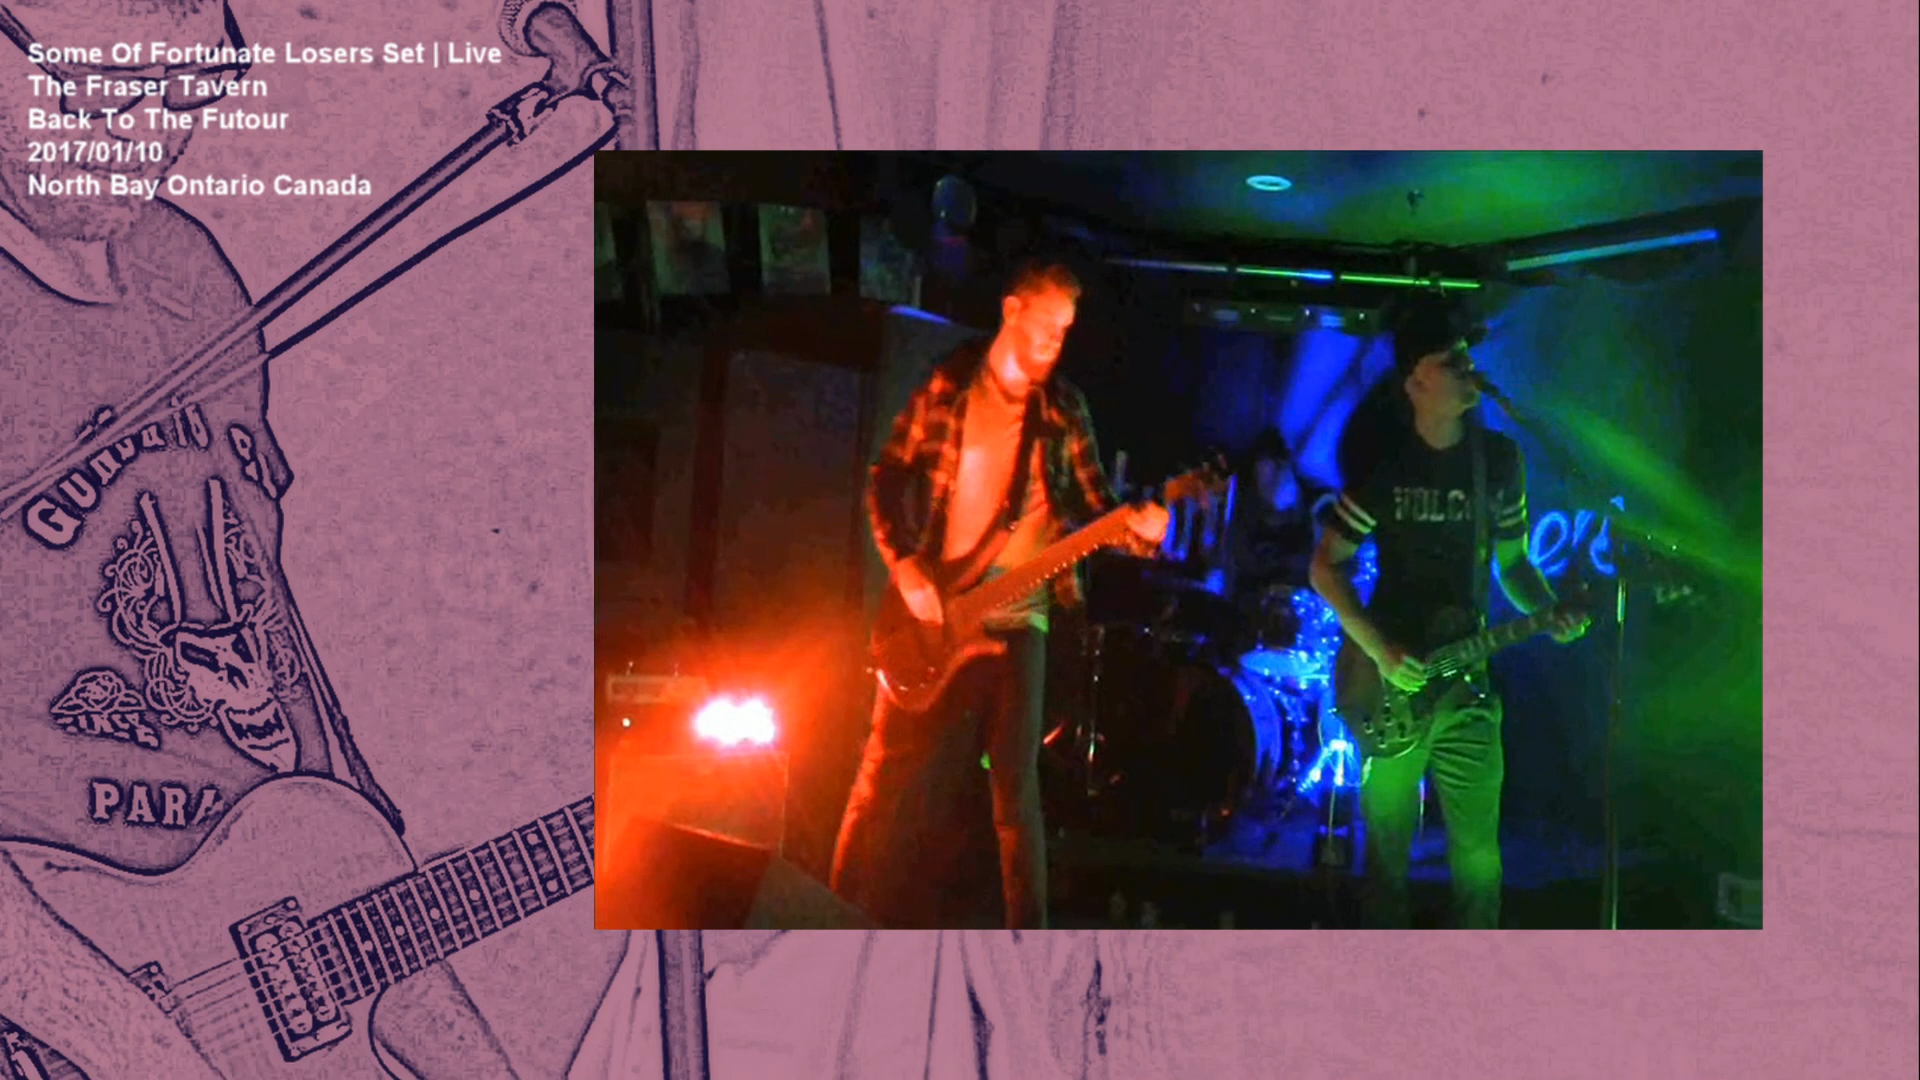 Some Of Fortunate Losers Set | Live
The Fraser Tavern
Back To The Futour
2017/01/10
North Bay Ontario Canada
PARA